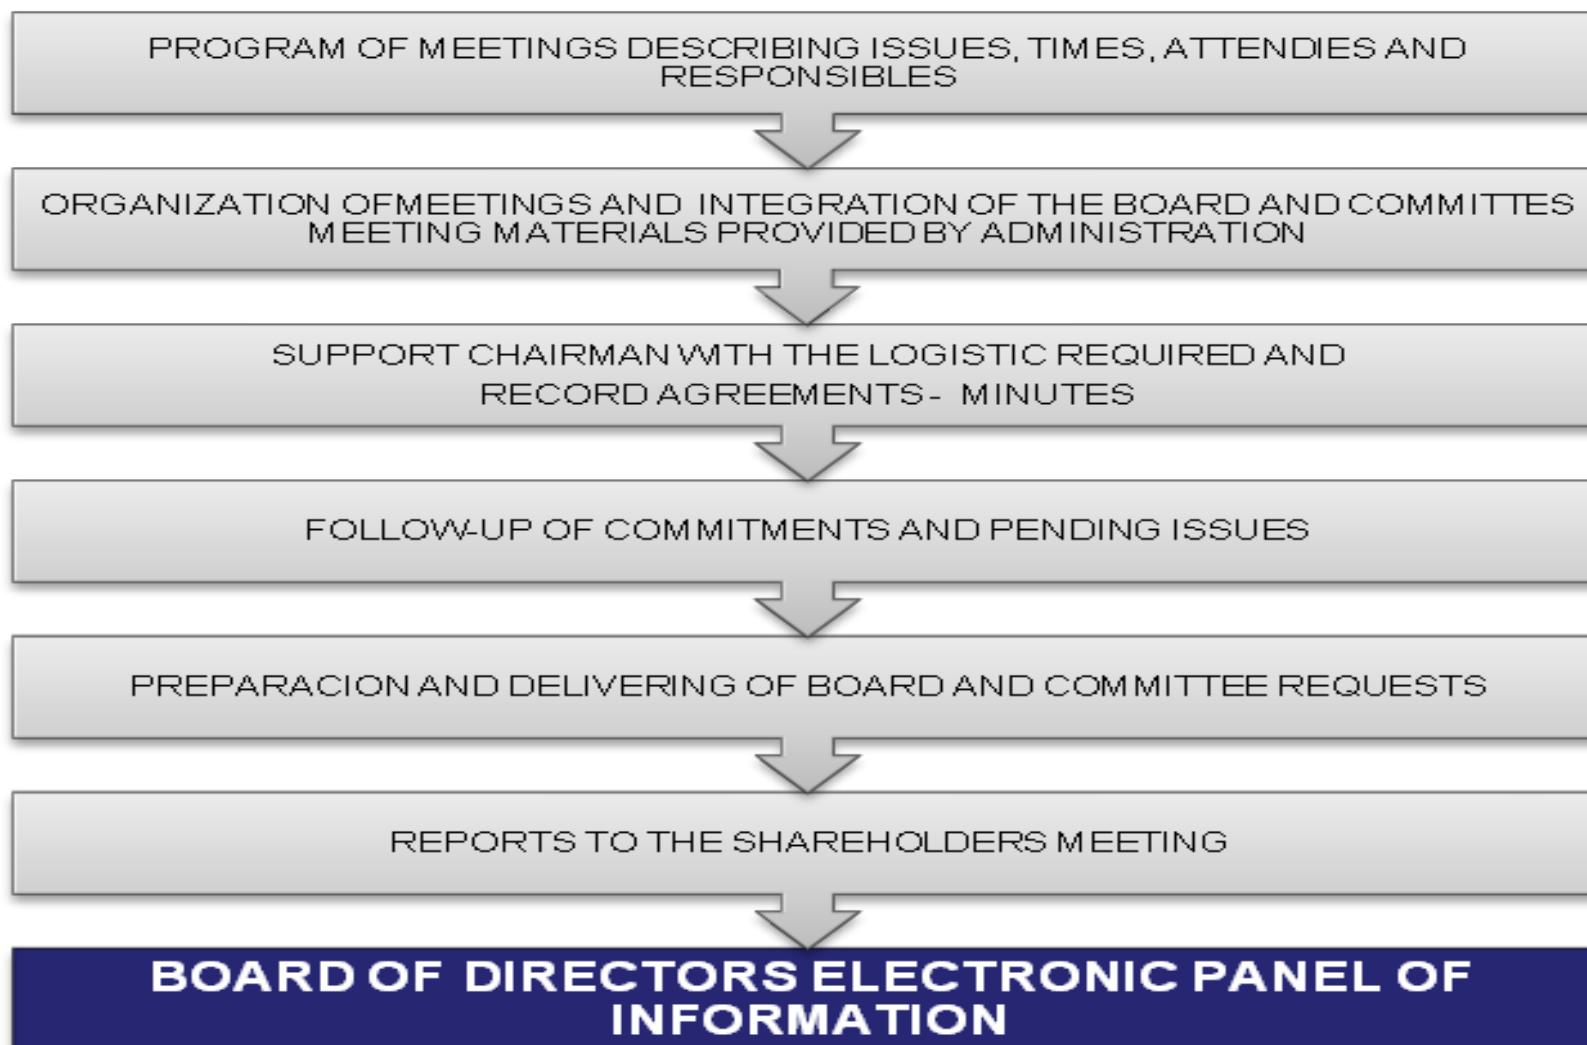 PROGRAM OF MEETINGS DESCRIBING ISSUES, TIMES, ATTENDIES AND
RESPONSIBLES
ORGANIZATION OFMEETINGS AND INTEGRATION OF THE BOARD AND COMMITTES
MEETING MATERIALS PROVIDED BY ADMINISTRATION
SUPPORT CHAIRMAN WITH THE LOGISTIC REQUIRED AND
RECORD AGREEMENTS - MINUTES
FOLLOW-UP OF COMMITMENTS AND PENDING ISSUES
PREPARACION AND DELIVERING OF BOARD AND COMMITTEE REQUESTS
REPORTS TO THE SHAREHOLDERS MEETING
BOARD OF DIRECTORS ELECTRONIC PANEL OF
INFORMATION